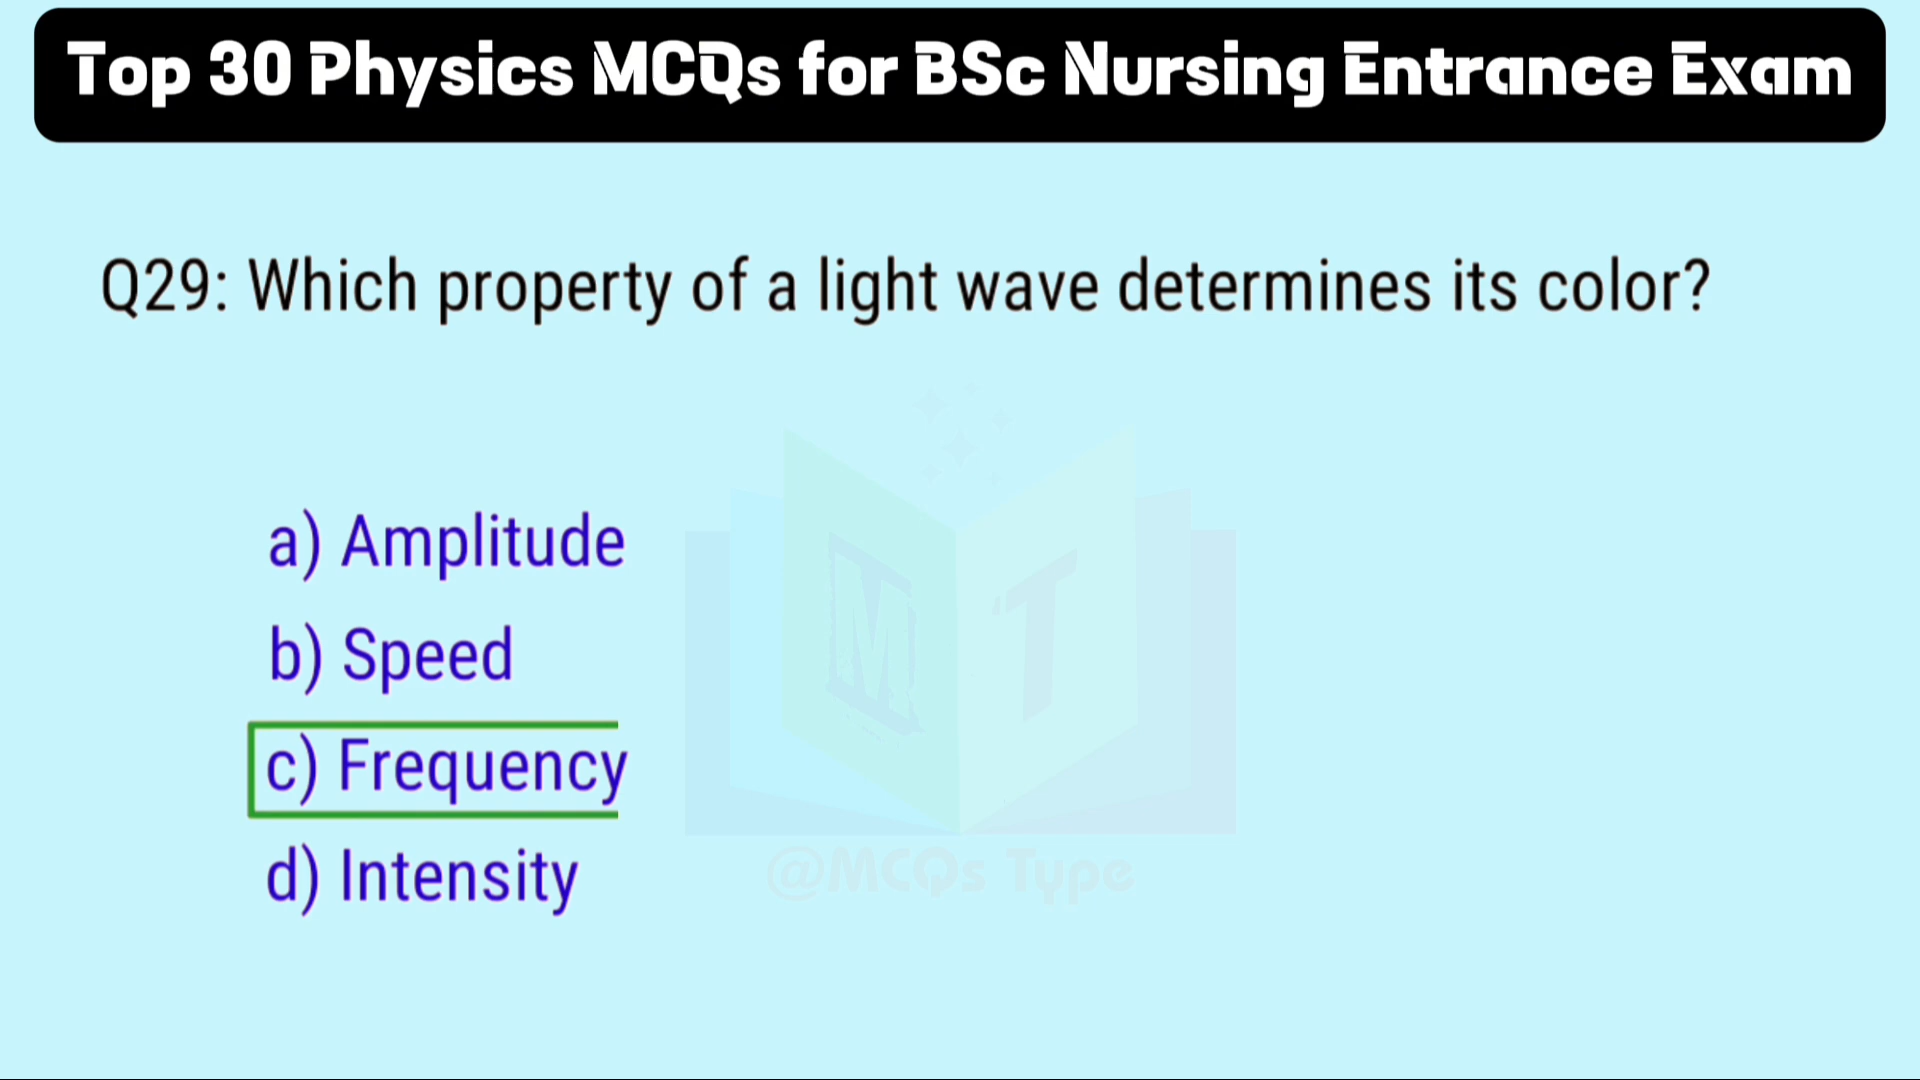 Top 30 Physics MCQs for BSc Nursing Entrance Exam
Q29: Which property of a light wave determines its color?
a) Amplitude
b) Speed
c) Frequency
d) Intensity
M T
@MCQs Type